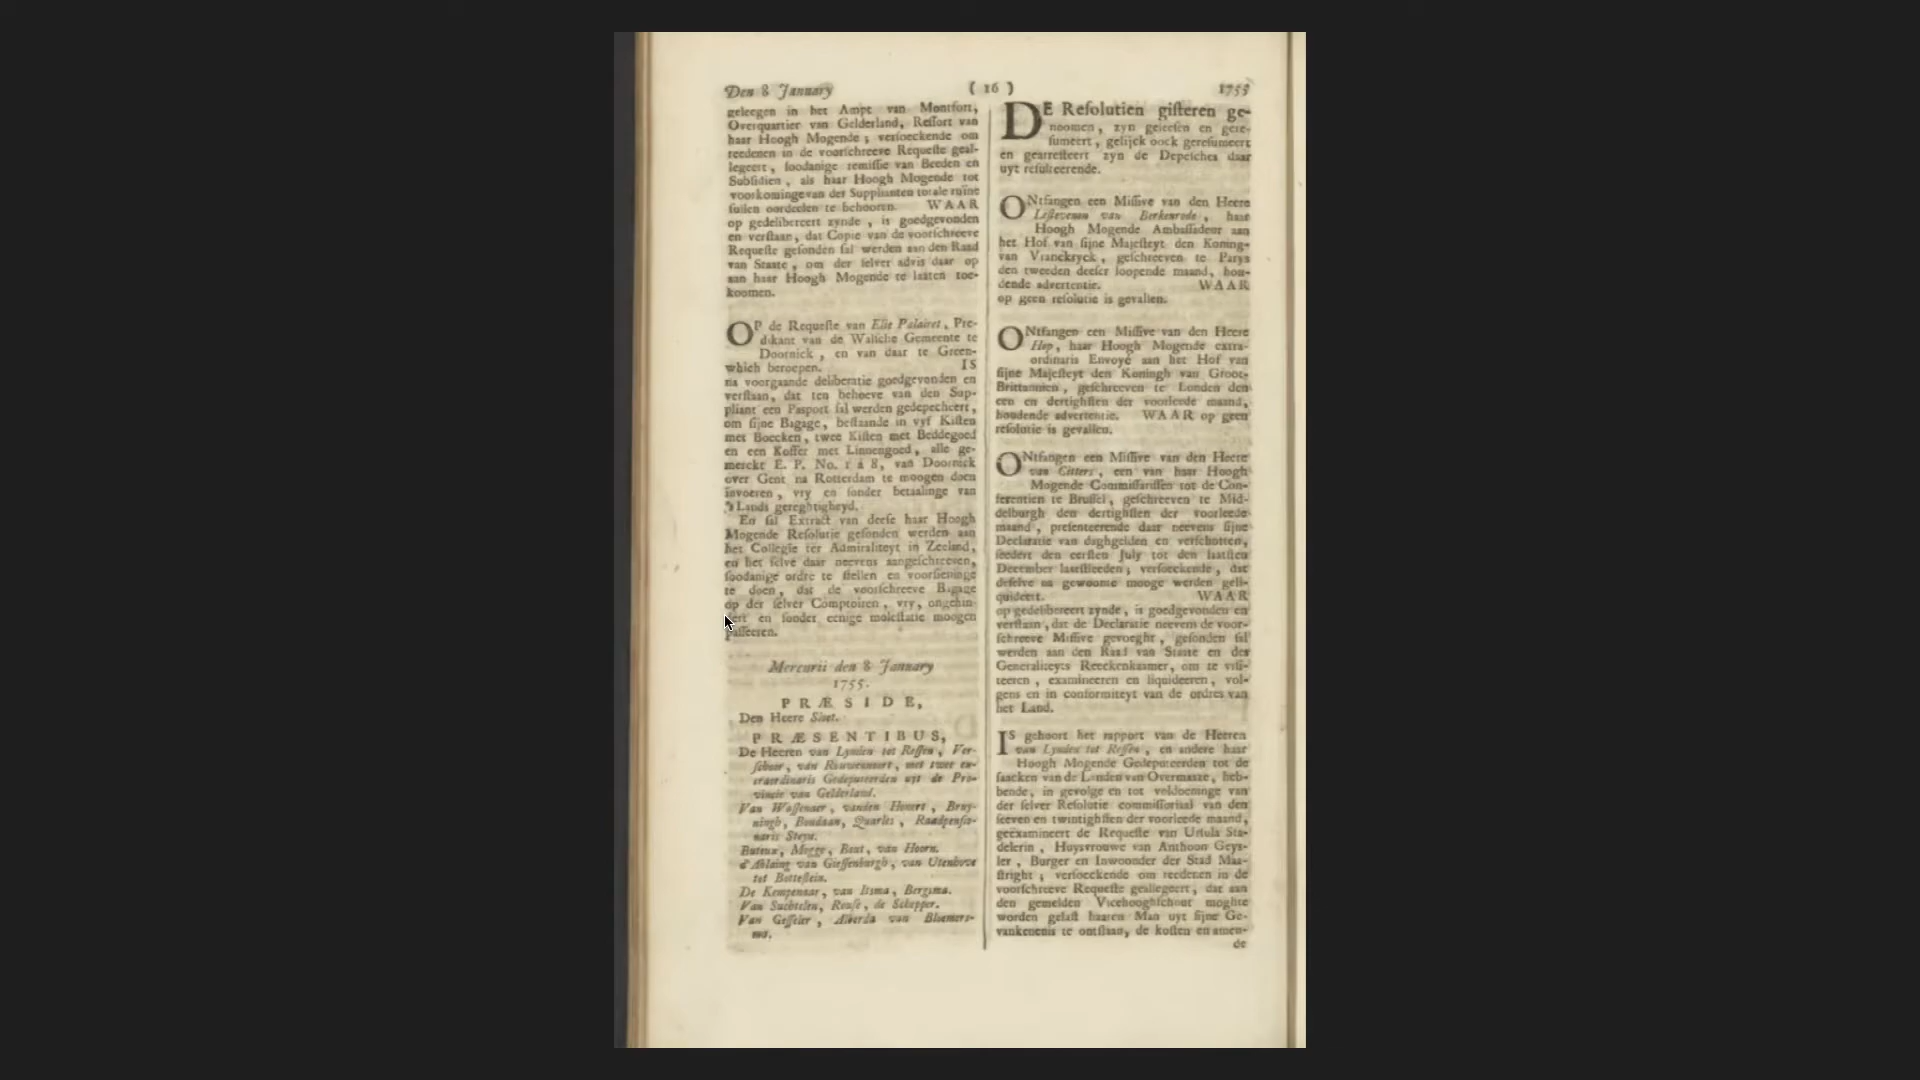 Den 8 January
( 16 )
1755
geleegen in het Ampt van Montfort,
Overquartier van Gelderland, Ressort van
haar Hoogh Mogende; versoeckende om
reedenen in de voorschreeve Requeste geal-
legeert, soodanige remissie van Beeden en
Subsidien, als haar Hoogh Mogende tot
voorkominge van der Supplianten totale ruïne
sullen oordeelen te behooren. WAAR
op gedelibereert zynde, is goedgevonden
en verstaan, dat Copie van de voorschreeve
Requeste gesonden sal werden aan den Raad
van Staate, om der selver advis daar op
aan haar Hoogh Mogende te laaten toe-
koomen.
OP de Requeste van Elie Palairet, Pre-
dikant van de Walsche Gemeente te
Doornick, en van daar te Green-
which beroepen. IS
na voorgaande deliberatie goedgevonden en
verstaan, dat ten behoeve van den Sup-
pliant een Pasport sal werden gedepecheert,
om sijne Bagage, bestaande in vyf Kisten
met Boecken, twee Kisten met Beddegoed
en een Koffer met Linnengoed, alle ge-
merckt E. P. No. 1 à 8, van Doornick
over Gent na Rotterdam te moogen doen
invoeren, vry en sonder betaalinge van
's Lands geregtigheyd.
En sal Extract van deese haar Hoogh
Mogende Resolutie gesonden werden aan
het Collegie ter Admiraliteyt in Zeeland,
en het selve daar neevens aangeschreeven,
soodanige ordre te stellen en voorsieninge
te doen, dat de voorschreeve Bagage
op der selver Comptoiren, vry, ongehin-
dert en sonder eenige molestatie moogen
passeeren.
Mercurii den 8 January
1755.
PRÆSIDE,
Den Heere Sloet.
PRÆSENTIBUS,
De Heeren van Lynden tot Ressen, Ver-
schoor, van Rouwenoort, met twee ex-
traordinaris Gedeputeerden uyt de Pro-
vincie van Gelderland.
Van Wassenaer, vanden Honert, Bruy-
ningh, Boudaan, Quarles, Raadpensio-
naris Steyn.
Buteux, Mogge, Bout, van Hoorn.
d'Ablaing van Giessenburgh, van Utenhove
tot Bottestein.
De Kempenaar, van Isma, Bergsma.
Van Suchtelen, Rouse, de Schepper.
Van Gesseler, Alberda van Bloemers-
ma.
DE Resolutien gisteren ge-
noomen, zyn geleesen en gere-
sumeert, gelijck oock geresumeert
en gearresteert zyn de Depesches daar
uyt resulteerende.
ONtfangen een Missive van den Heere
Lestevenon van Berkenrode, haar
Hoogh Mogende Ambassadeur aan
het Hof van sijne Majesteyt den Koning-
van Vranckryck, geschreeven te Parys
den tweeden deeser loopende maand, hou-
dende advertentie. WAAR
op geen resolutie is gevallen.
ONtfangen een Missive van den Heere
Hop, haar Hoogh Mogende extra-
ordinaris Envoyé aan het Hof van
sijne Majesteyt den Koningh van Groot-
Brittannien, geschreeven te Londen den
een en dertighsten der voorleede maand,
houdende advertentie. WAAR op geen
resolutie is gevallen.
ONtfangen een Missive van den Heere
van Citters, een van haar Hoogh
Mogende Commissarissen tot de Con-
ferentien te Brussel, geschreeven te Mid-
delburgh den dertighsten der voorleede
maand, presenteerende daar neevens sijne
Declaratie van daghgelden en verschotten,
seedert den eersten July tot den laatsten
December laastleeden; versoeckende, dat
deselve na gewoonte mooge werden geli-
quideert. WAAR
op gedelibereert zynde, is goedgevonden en
verstaan, dat de Declaratie neevens de voor-
schreeve Missive gevoeght, gesonden sal
werden aan den Raad van Staate en der
Generaliteyts Reeckenkaamer, om te visi-
teeren, examineeren en liquideeren, vol-
gens en in conformiteyt van de ordres van
het Land.
IS gehoort het rapport van de Heeren
van Lynden tot Ressen, en andere haar
Hoogh Mogende Gedeputeerden tot de
saacken van de Landen van Overmaze, heb-
bende, in gevolge en tot voldoeninge van
der selver Resolutie commissoriaal van den
seeven en twintighsten der voorleede maand,
geëxamineert de Requeste van Ursula Sta-
delerin, Huysvrouwe van Anthoon Geys-
ler, Burger en Inwoonder der Stad Maa-
stright; versoeckende om reedenen in de
voorschreeve Requeste geallegeert, dat aan
den gemelden Vicehooghschout moghte
worden gelast haaren Man uyt sijne Ge-
vankenenis te ontslaan, de kosten en amen-
de